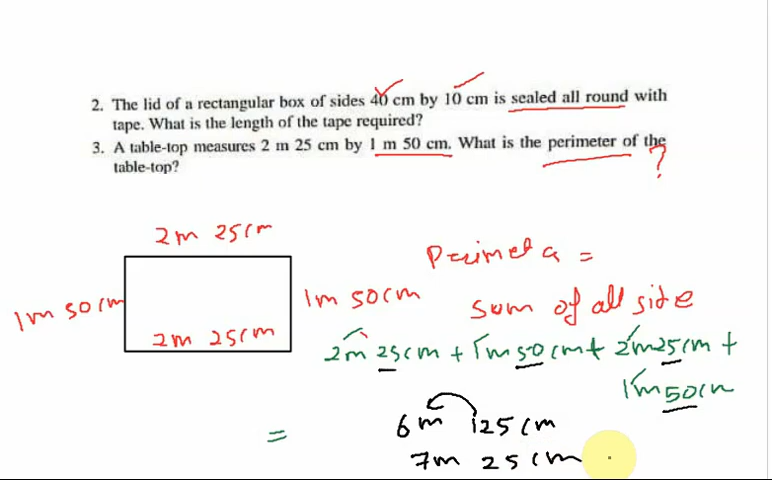 2. The lid of a rectangular box of sides 40 cm by 10 cm is sealed all round with
tape. What is the length of the tape required?
3. A table-top measures 2 m 25 cm by 1 m 50 cm. What is the perimeter of the
table-top?
?
2m 25cm
Perimeter =
1m 50cm
1m 50cm
sum of all side
2m 25cm
2m 25cm + 1m 50cm + 2m 25cm +
1m 50cm
= 6m 125cm
7m 25cm